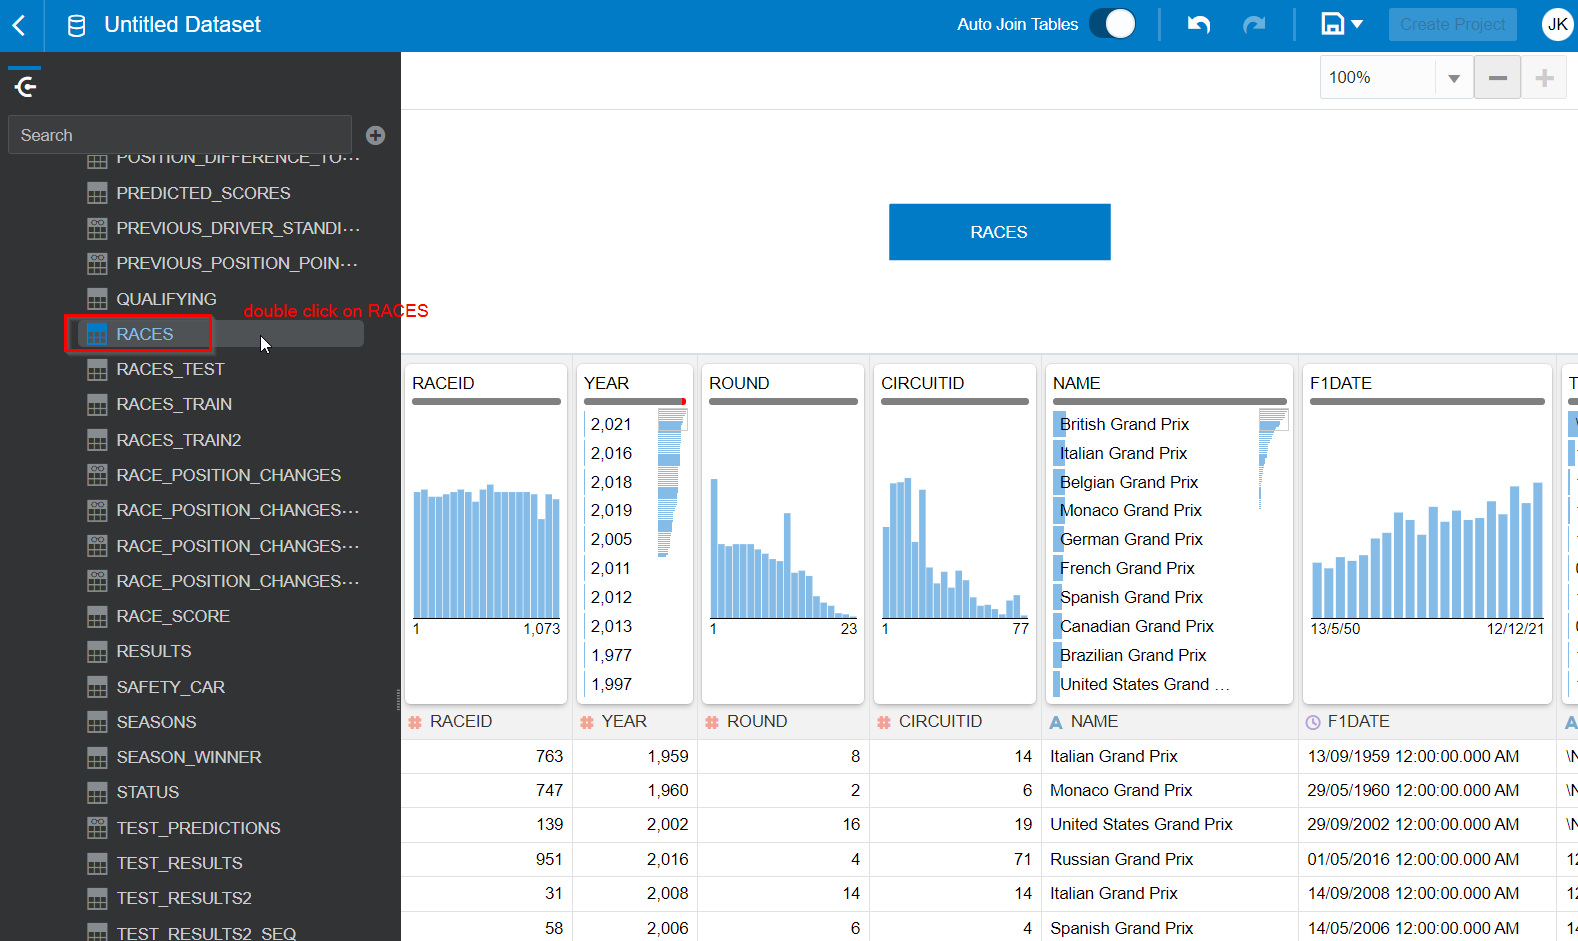 Untitled Dataset
Auto Join Tables
Create Project
JK
100%
Search
POSITION_DIFFERENCE_TO···
PREDICTED_SCORES
PREVIOUS_DRIVER_STANDI···
PREVIOUS_POSITION_POIN···
QUALIFYING
double click on RACES
RACES
RACES_TEST
RACES_TRAIN
RACES_TRAIN2
RACE_POSITION_CHANGES
RACE_POSITION_CHANGES···
RACE_POSITION_CHANGES···
RACE_POSITION_CHANGES···
RACE_SCORE
RESULTS
SAFETY_CAR
SEASONS
SEASON_WINNER
STATUS
TEST_PREDICTIONS
TEST_RESULTS
TEST_RESULTS2
TEST_RESULTS2_SEQ
RACES
RACEID
1 1,073
YEAR
2,021
2,016
2,018
2,019
2,005
2,011
2,012
2,013
1,977
1,997
ROUND
1 23
CIRCUITID
1 77
NAME
British Grand Prix
Italian Grand Prix
Belgian Grand Prix
Monaco Grand Prix
German Grand Prix
French Grand Prix
Spanish Grand Prix
Canadian Grand Prix
Brazilian Grand Prix
United States Grand ...
F1DATE
13/5/50 12/12/21
T
# RACEID # YEAR # ROUND # CIRCUITID A NAME F1DATE A
763 1,959 8 14 Italian Grand Prix 13/09/1959 12:00:00.000 AM \N
747 1,960 2 6 Monaco Grand Prix 29/05/1960 12:00:00.000 AM \N
139 2,002 16 19 United States Grand Prix 29/09/2002 12:00:00.000 AM \N
951 2,016 4 71 Russian Grand Prix 01/05/2016 12:00:00.000 AM 12
31 2,008 14 14 Italian Grand Prix 14/09/2008 12:00:00.000 AM 12
58 2,006 6 4 Spanish Grand Prix 14/05/2006 12:00:00.000 AM 14